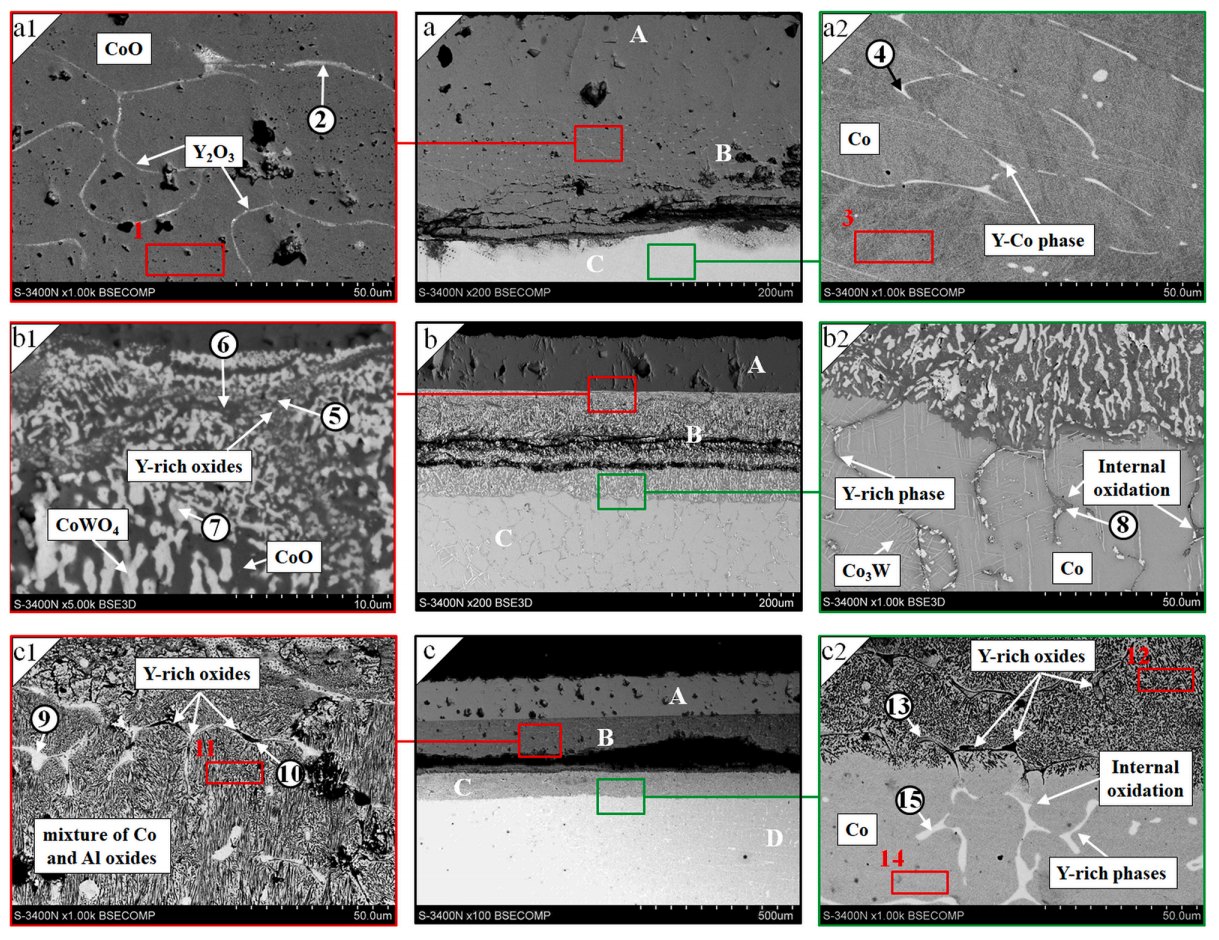 a1
CoO
2
Y2O3
1
S-3400N x1.00k BSECOMP 50.0um
a
A
B
C
S-3400N x200 BSECOMP 200um
a2
4
Co
3
Y-Co phase
S-3400N x1.00k BSECOMP 50.0um
b1
6
5
Y-rich oxides
7
CoWO4
CoO
S-3400N x5.00k BSE3D 10.0um
b
A
B
C
S-3400N x200 BSE3D 200um
b2
Y-rich phase
Internal
oxidation
8
Co3W
Co
S-3400N x1.00k BSE3D 50.0um
c1
Y-rich oxides
9
11
10
mixture of Co
and Al oxides
S-3400N x1.00k BSECOMP 50.0um
c
A
B
C
D
S-3400N x100 BSECOMP 500um
c2
Y-rich oxides
12
13
Internal
oxidation
15
Co
14
Y-rich phases
S-3400N x1.00k BSECOMP 50.0um